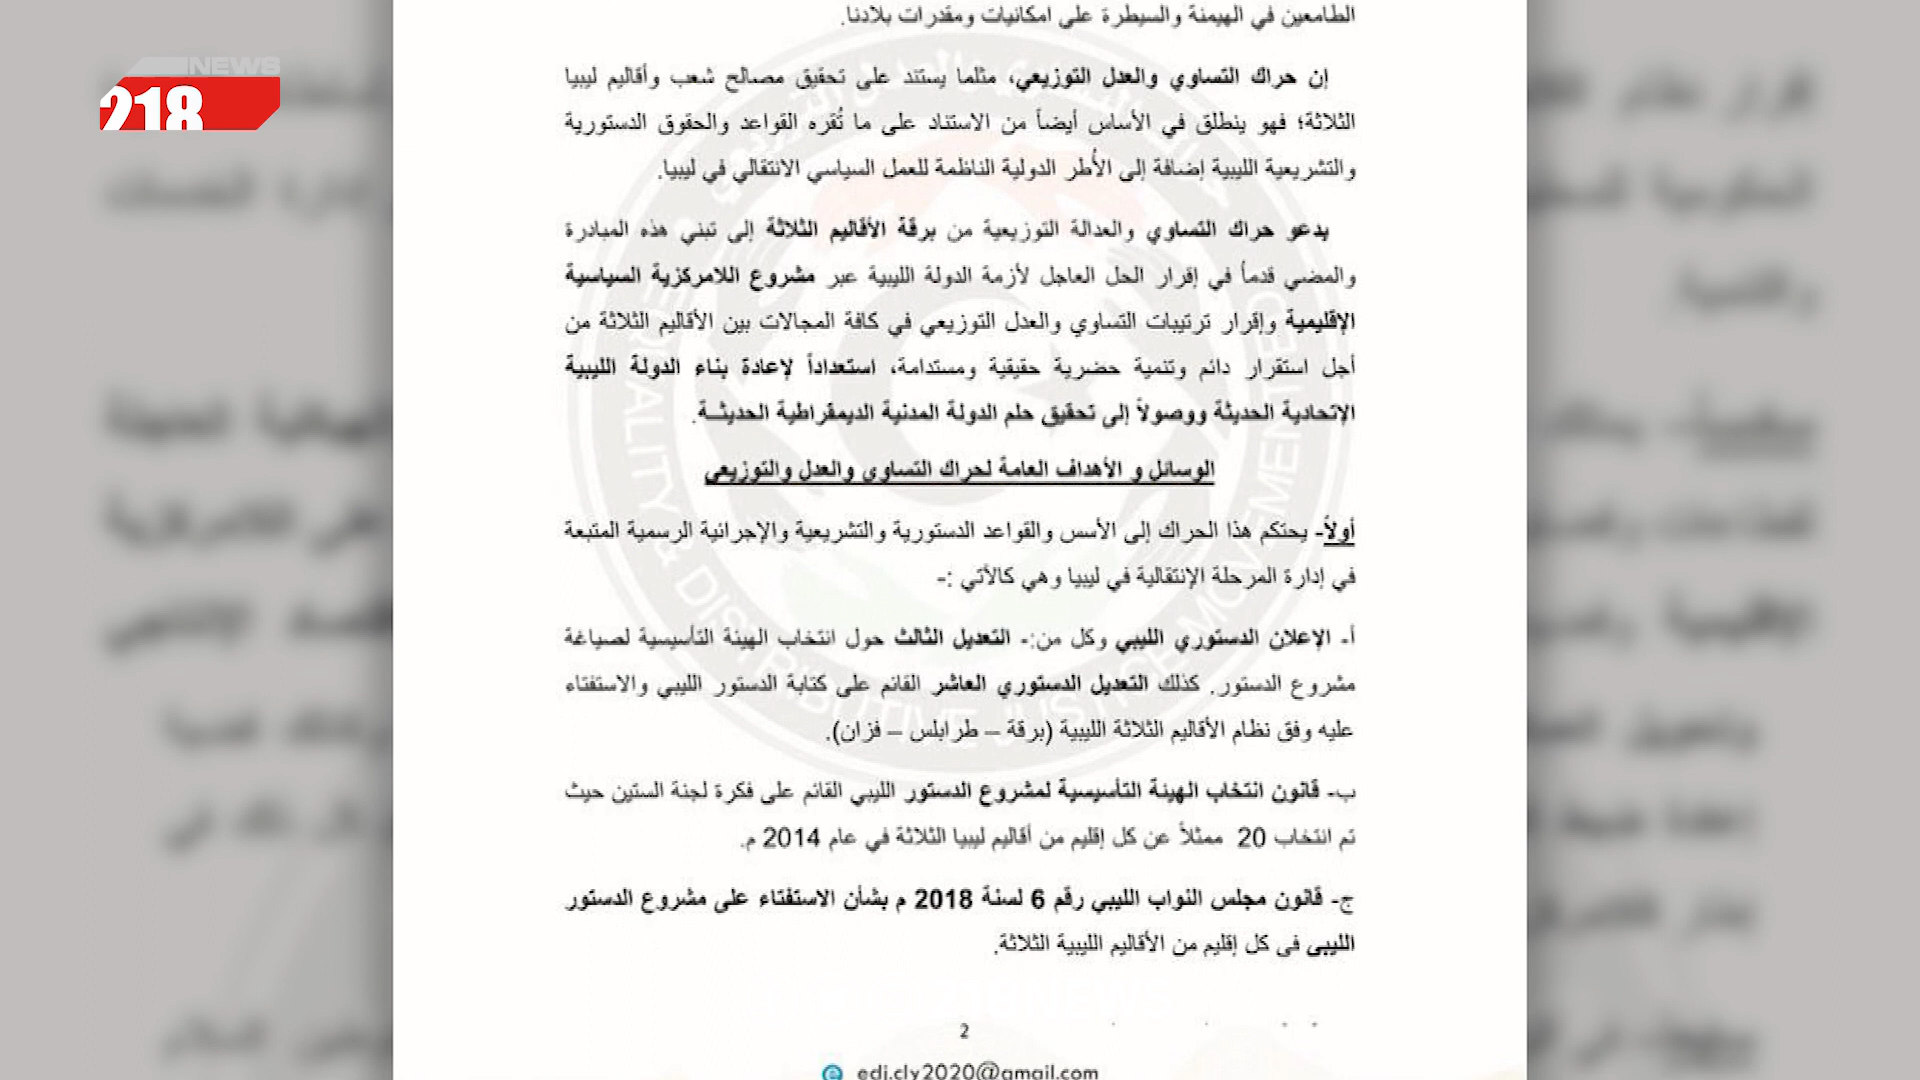 NEWS
218
الطامعين في الهيمنة والسيطرة على امكانيات ومقدرات بلادنا.
إن حراك التساوي والعدل التوزيعي، مثلما يستند على تحقيق مصالح شعب وأقاليم ليبيا
الثلاثة؛ فهو ينطلق في الأساس أيضاً من الاستناد على ما تُقره القواعد والحقوق الدستورية
والتشريعية الليبية إضافة إلى الأُطر الدولية الناظمة للعمل السياسي الانتقالي في ليبيا.
يدعو حراك التساوي والعدالة التوزيعية من برقة الأقاليم الثلاثة إلى تبني هذه المبادرة
والمضي قدماً في إقرار الحل العاجل لأزمة الدولة الليبية عبر مشروع اللامركزية السياسية
الإقليمية وإقرار ترتيبات التساوي والعدل التوزيعي في كافة المجالات بين الأقاليم الثلاثة من
أجل استقرار دائم وتنمية حضرية حقيقية ومستدامة، استعداداً لإعادة بناء الدولة الليبية
الإتحادية الحديثة ووصولاً إلى تحقيق حلم الدولة المدنية الديمقراطية الحديثــة.
الوسائل و الأهداف العامة لحراك التساوي والعدل والتوزيعي
أولاً- يحتكم هذا الحراك إلى الأسس والقواعد الدستورية والتشريعية والإجرائية الرسمية المتبعة
في إدارة المرحلة الإنتقالية في ليبيا وهي كالآتي :-
أ- الإعلان الدستوري الليبي وكل من:- التعديل الثالث حول انتخاب الهيئة التأسيسية لصياغة
مشروع الدستور. كذلك التعديل الدستوري العاشر القائم على كتابة الدستور الليبي والاستفتاء
عليه وفق نظام الأقاليم الثلاثة الليبية (برقة – طرابلس – فزان).
ب- قانون انتخاب الهيئة التأسيسية لمشروع الدستور الليبي القائم على فكرة لجنة الستين حيث
تم انتخاب 20 ممثلاً عن كل إقليم من أقاليم ليبيا الثلاثة في عام 2014 م.
ج- قانون مجلس النواب الليبي رقم 6 لسنة 2018 م بشأن الاستفتاء على مشروع الدستور
الليبي في كل إقليم من الأقاليم الليبية الثلاثة.
2
edj.cly2020@gmail.com
EQUALITY & DISTRIBUTIVE JUSTICE MOVEMENT